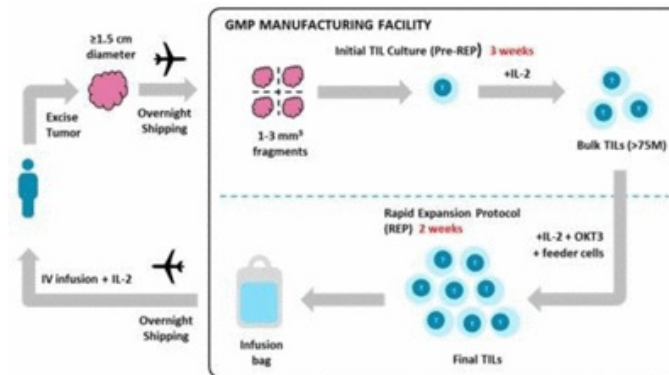 ≥1.5 cm
diameter
Excise
Tumor
Overnight
Shipping
GMP MANUFACTURING FACILITY
Initial TIL Culture (Pre-REP) 3 weeks
+IL-2
1-3 mm³
fragments
Bulk TILs (>75M)
Rapid Expansion Protocol
(REP) 2 weeks
+IL-2 + OKT3
+ feeder cells
IV infusion + IL-2
Overnight
Shipping
Infusion
bag
Final TILs